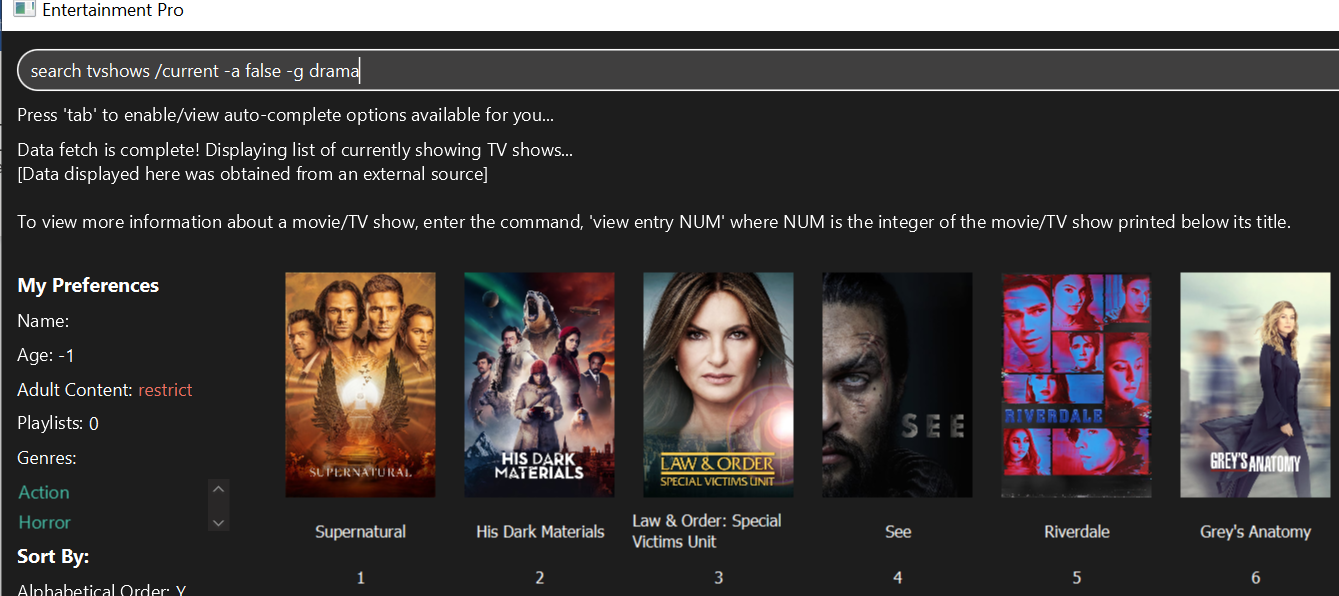 Entertainment Pro
search tvshows /current -a false -g drama
Press 'tab' to enable/view auto-complete options available for you...
Data fetch is complete! Displaying list of currently showing TV shows...
[Data displayed here was obtained from an external source]
To view more information about a movie/TV show, enter the command, 'view entry NUM' where NUM is the integer of the movie/TV show printed below its title.
My Preferences
Name:
Age: -1
Adult Content: restrict
Playlists: 0
Genres:
Action
Horror
Sort By:
Alphabetical Order: Y
SUPERNATURAL
HIS DARK
MATERIALS
LAW & ORDER
SPECIAL VICTIMS UNIT
SEE
RIVERDALE
GREY'S ANATOMY
Supernatural
His Dark Materials
Law & Order: Special
Victims Unit
See
Riverdale
Grey's Anatomy
1
2
3
4
5
6